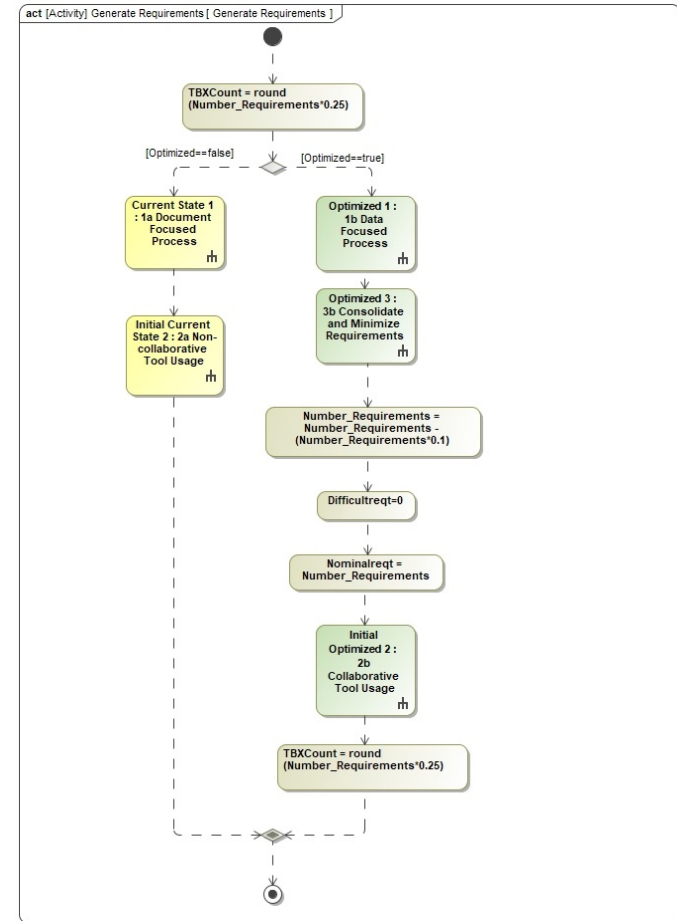 act [Activity] Generate Requirements [ Generate Requirements ]
TBXCount = round
(Number_Requirements*0.25)
[Optimized==false]
[Optimized==true]
Current State 1
: 1a Document
Focused
Process
Optimized 1 :
1b Data
Focused
Process
Initial Current
State 2 : 2a Non-
collaborative
Tool Usage
Optimized 3 :
3b Consolidate
and Minimize
Requirements
Number_Requirements =
Number_Requirements -
(Number_Requirements*0.1)
Difficultreqt=0
Nominalreqt =
Number_Requirements
Initial
Optimized 2 :
2b
Collaborative
Tool Usage
TBXCount = round
(Number_Requirements*0.25)